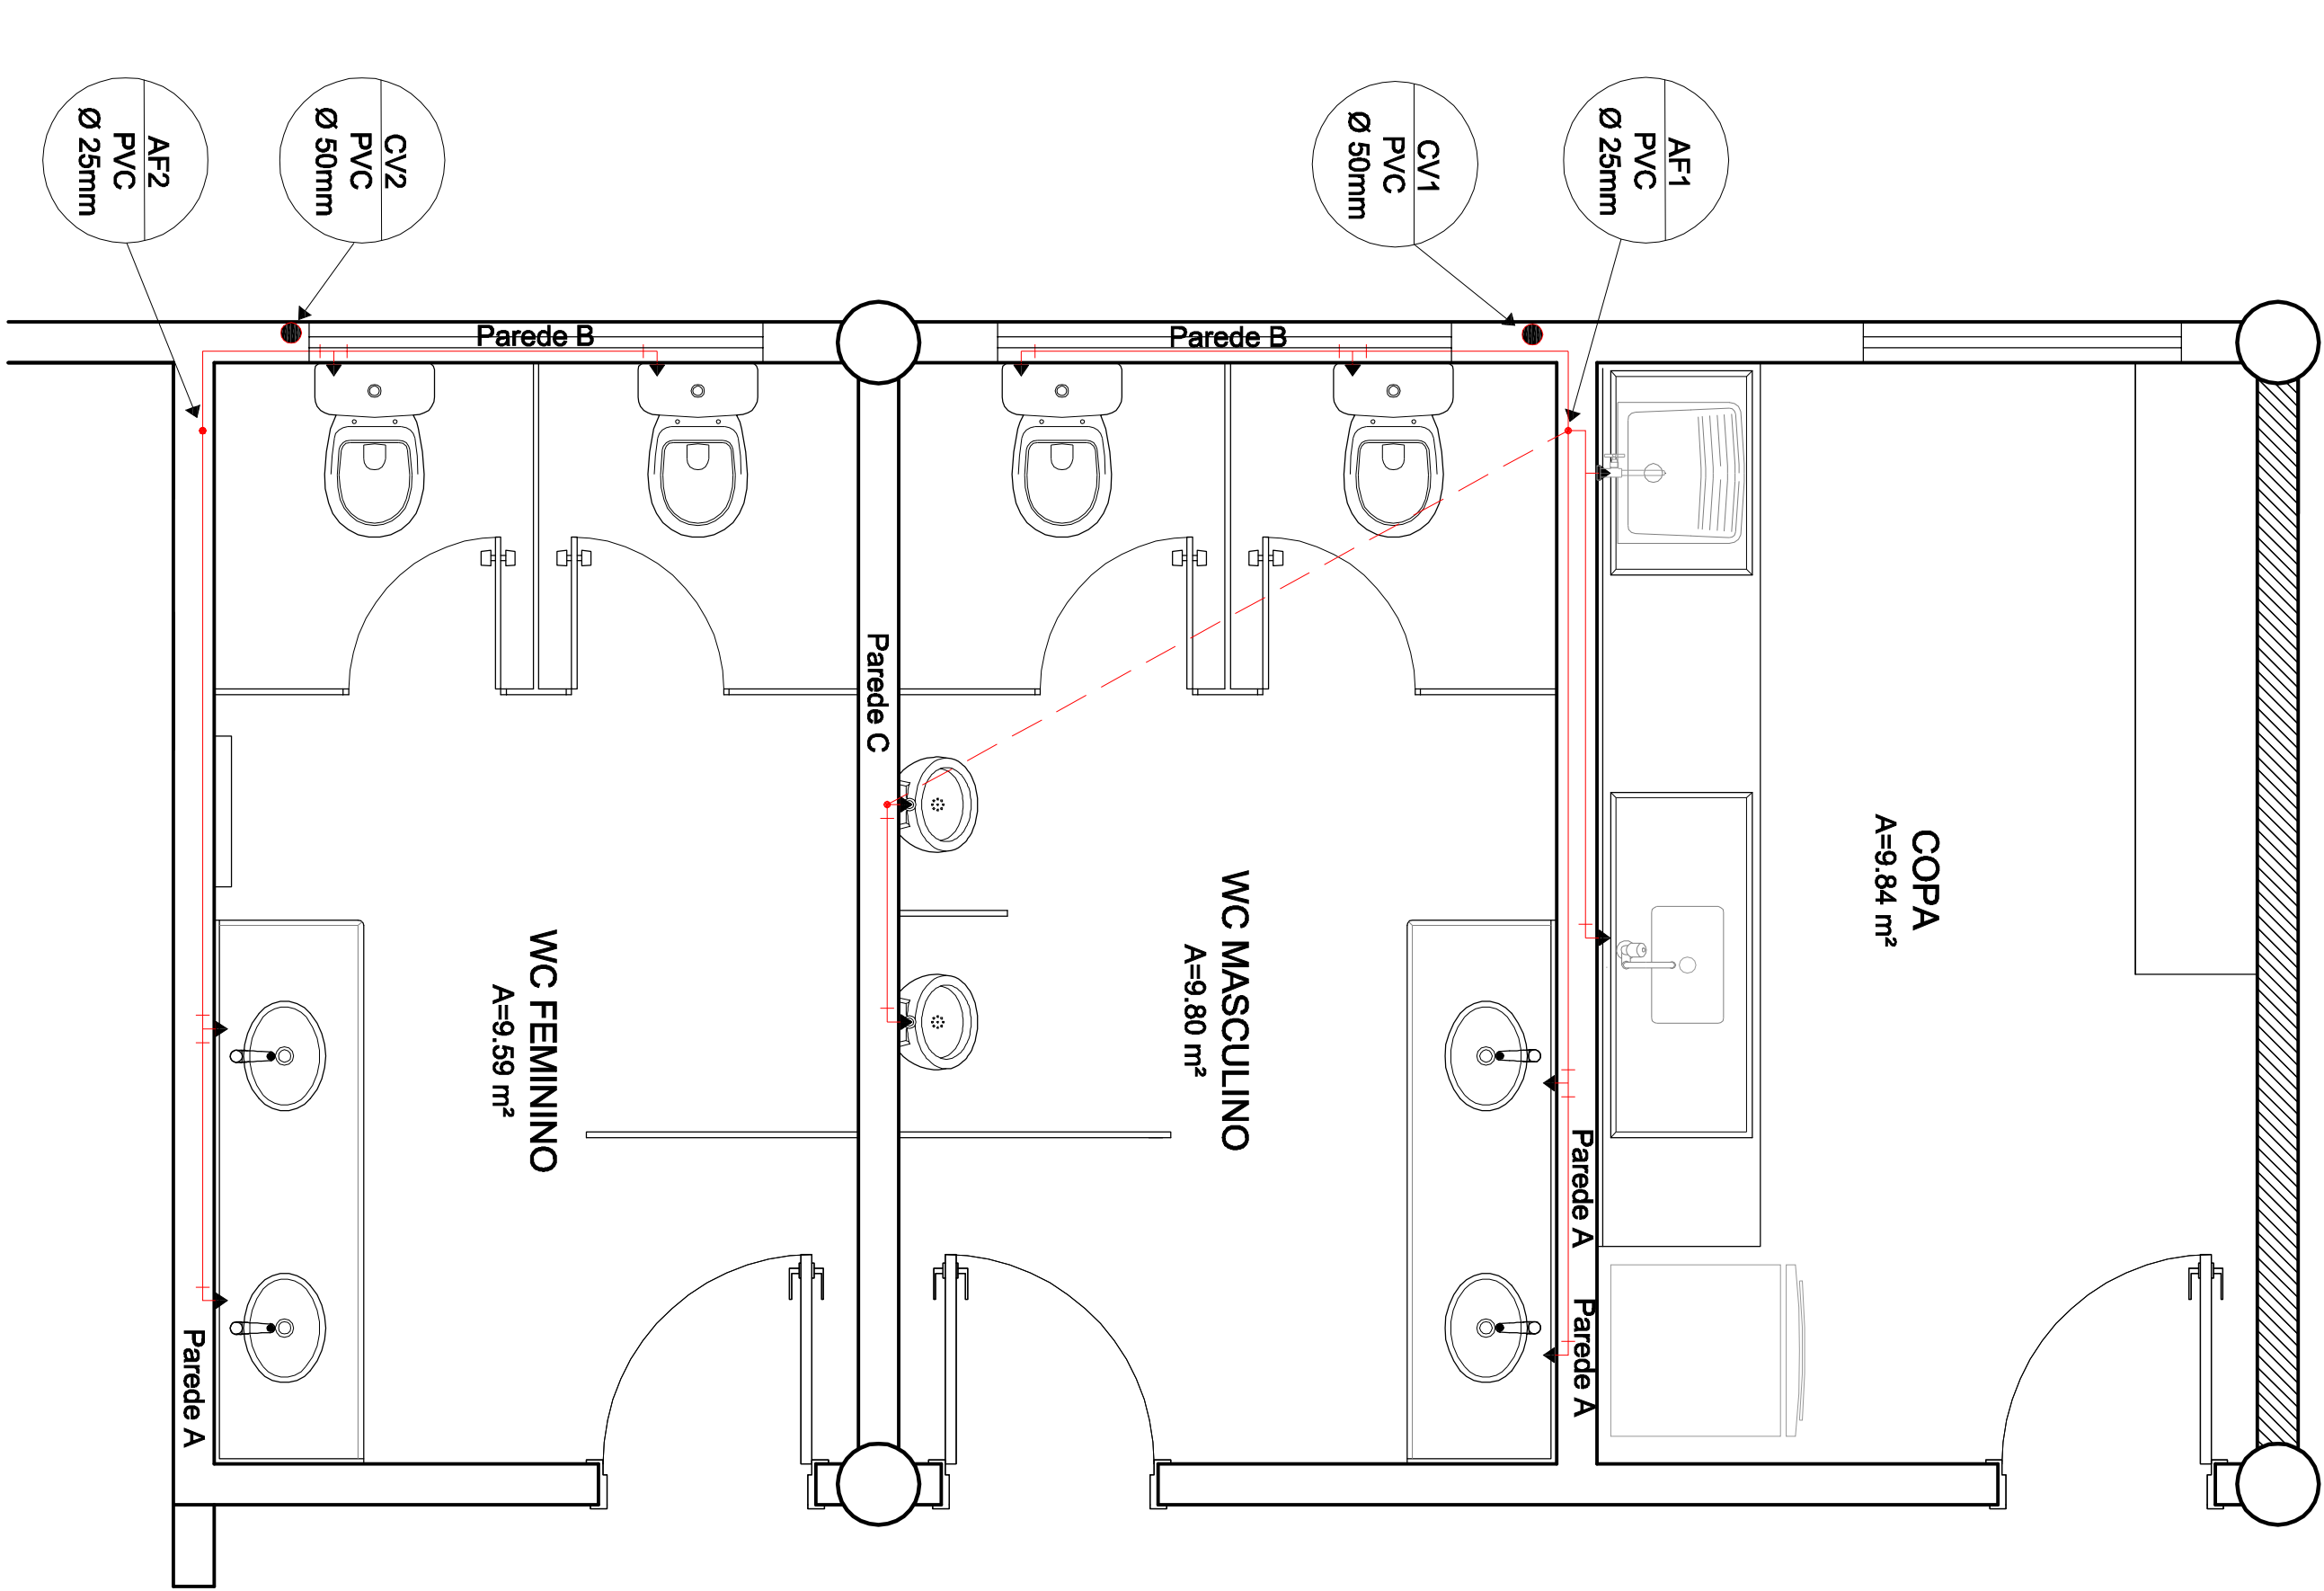 AF2
PVC
Ø 25mm
CV2
PVC
Ø 50mm
CV1
PVC
Ø 50mm
AF1
PVC
Ø 25mm
Parede B
Parede B
Parede C
COPA
A=9.84 m²
WC MASCULINO
A=9.80 m²
WC FEMININO
A=9.59 m²
Parede A
Parede A
Parede A